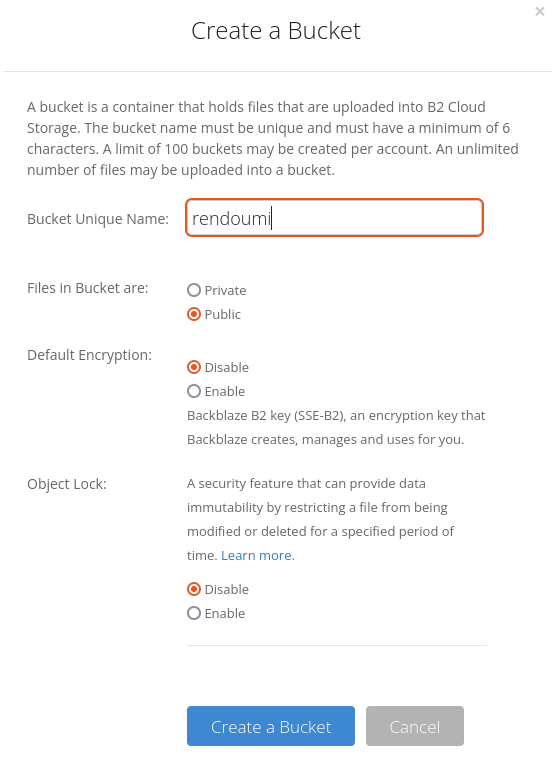 ×
Create a Bucket
A bucket is a container that holds files that are uploaded into B2 Cloud
Storage. The bucket name must be unique and must have a minimum of 6
characters. A limit of 100 buckets may be created per account. An unlimited
number of files may be uploaded into a bucket.
Bucket Unique Name: rendoumi
Files in Bucket are:
Private
Public
Default Encryption:
Disable
Enable
Backblaze B2 key (SSE-B2), an encryption key that
Backblaze creates, manages and uses for you.
Object Lock:
A security feature that can provide data
immutability by restricting a file from being
modified or deleted for a specified period of
time. Learn more.
Disable
Enable
Create a Bucket Cancel